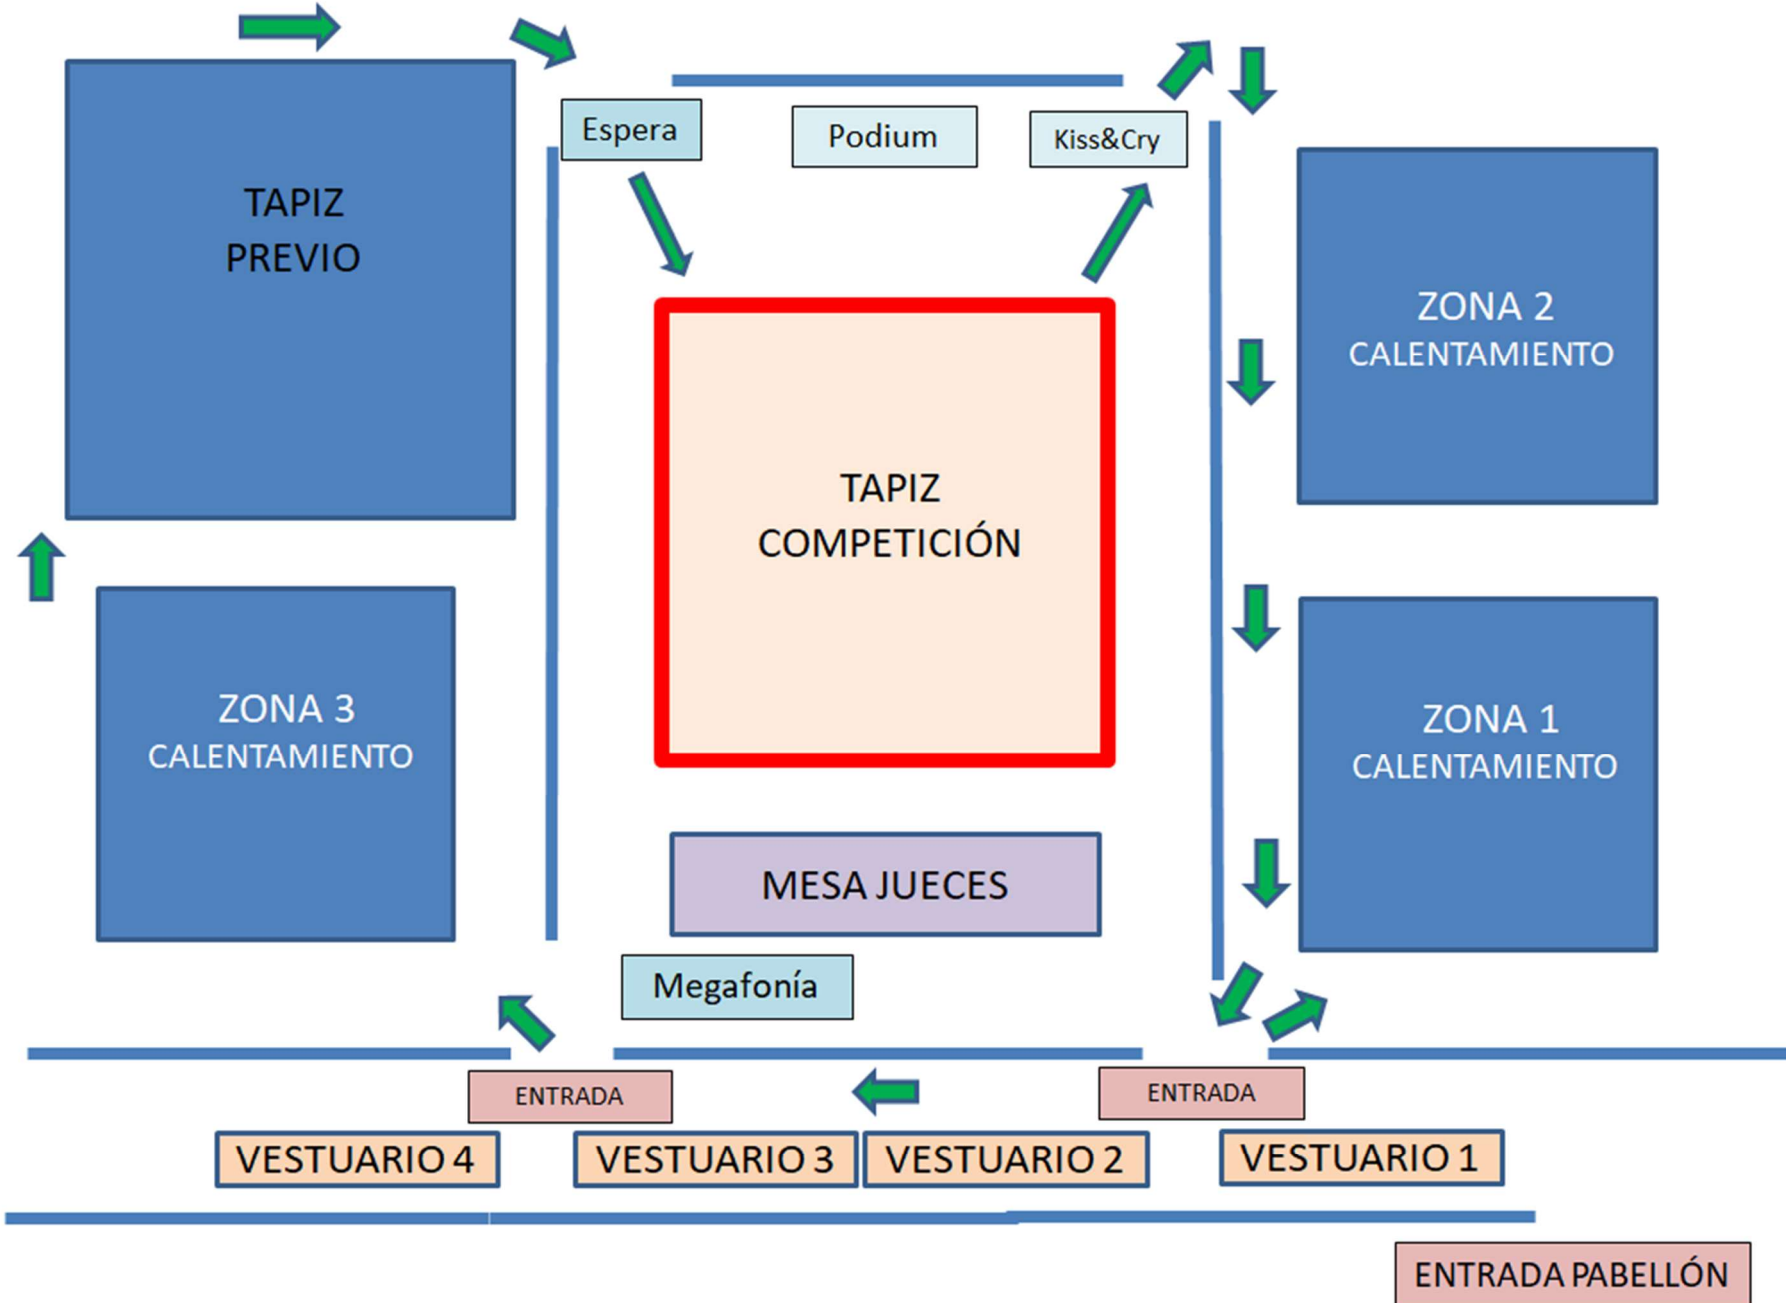 Espera
Podium
Kiss&Cry
TAPIZ
PREVIO
ZONA 2
CALENTAMIENTO
TAPIZ
COMPETICIÓN
ZONA 3
CALENTAMIENTO
ZONA 1
CALENTAMIENTO
MESA JUECES
Megafonía
ENTRADA
ENTRADA
VESTUARIO 4
VESTUARIO 3
VESTUARIO 2
VESTUARIO 1
ENTRADA PABELLÓN